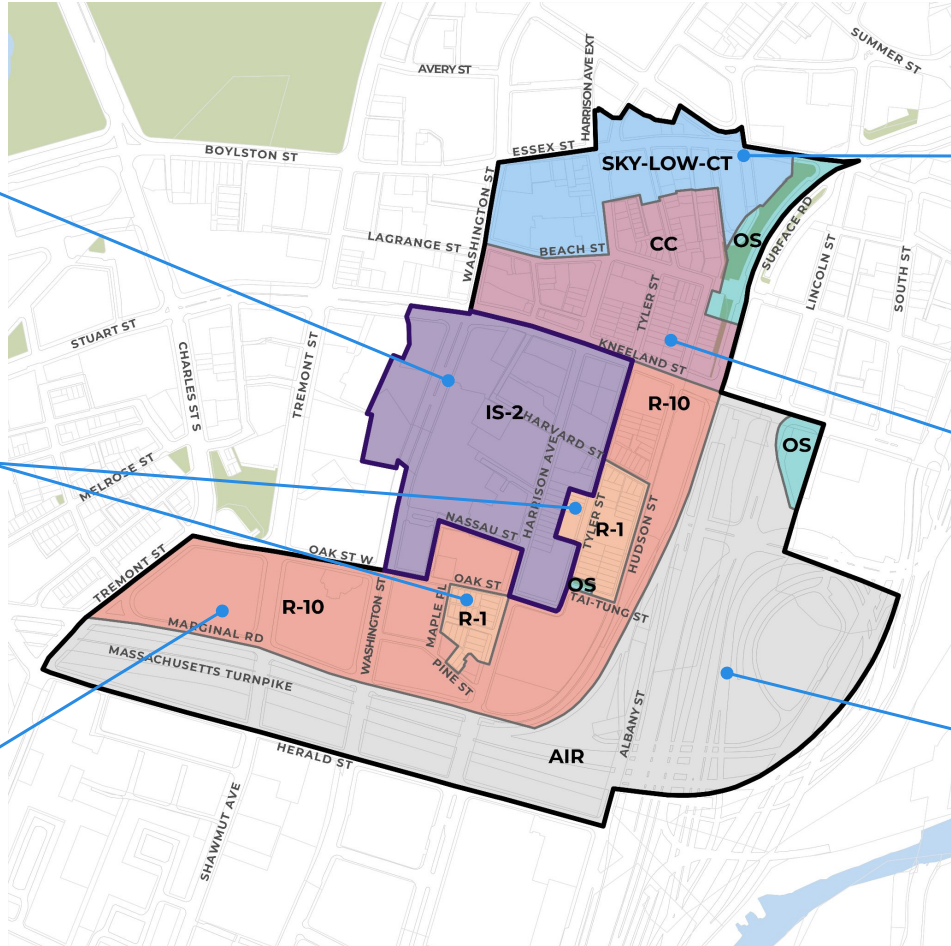 SUMMER ST
AVERY ST
HARRISON AVE EXT
BOYLSTON ST
ESSEX ST
SKY-LOW-CT
WASHINGTON ST
LAGRANGE ST
BEACH ST
CC
OS
SURFACE RD
LINCOLN ST
SOUTH ST
TYLER ST
STUART ST
CHARLES ST S
TREMONT ST
KNEELAND ST
R-10
IS-2
HARVARD ST
HARRISON AVE
OS
MELROSE ST
NASSAU ST
TYLER ST
R-1
HUDSON ST
TREMONT ST
OAK ST W
OAK ST
OS
TAI-TUNG ST
R-10
WASHINGTON ST
MAPLE PL
R-1
MARGINAL RD
MASSACHUSETTS TURNPIKE
PINE ST
ALBANY ST
AIR
HERALD ST
SHAWMUT AVE